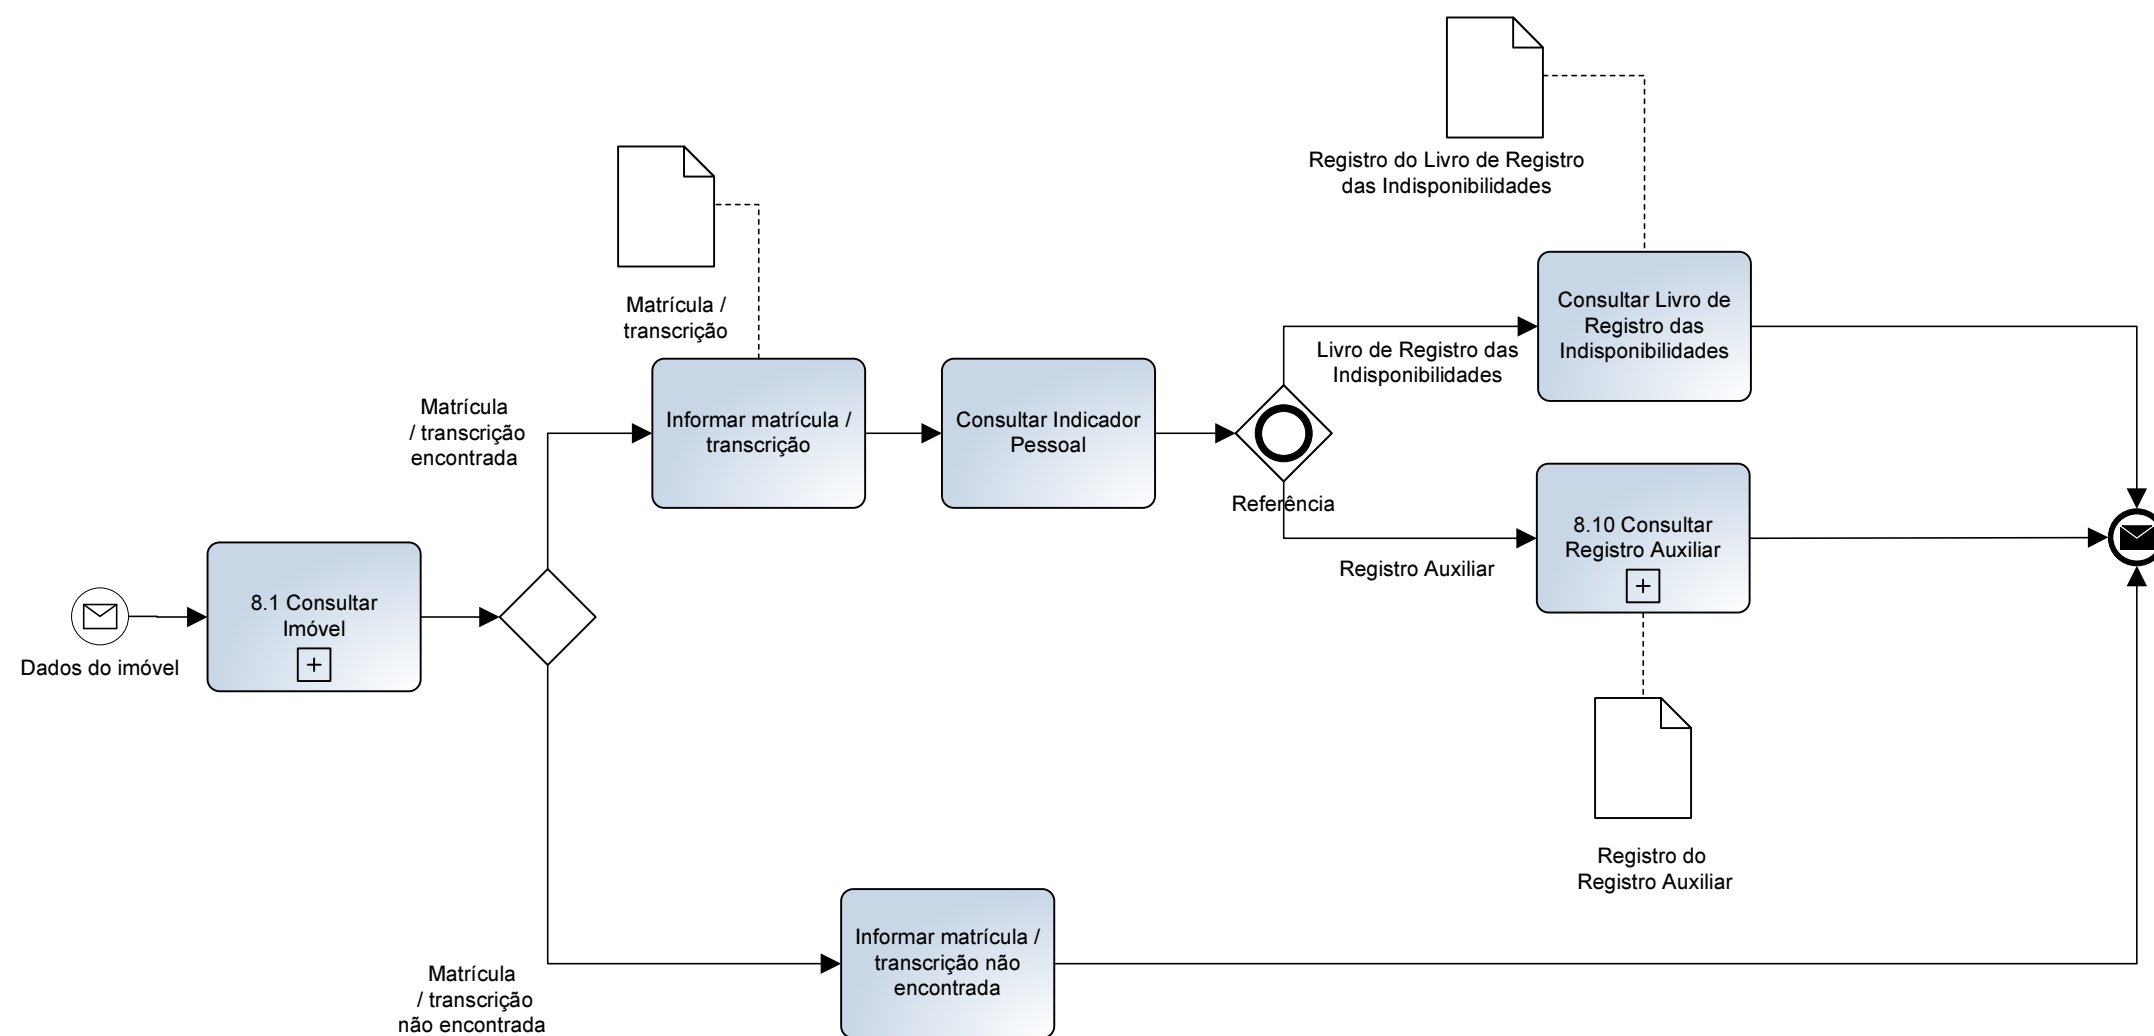 Registro do Livro de Registro
das Indisponibilidades
Matrícula /
transcrição
Consultar Livro de
Registro das
Indisponibilidades
Livro de Registro das
Indisponibilidades
Matrícula
/ transcrição
encontrada
Informar matrícula /
transcrição
Consultar Indicador
Pessoal
Referência
8.10 Consultar
Registro Auxiliar
Registro Auxiliar
8.1 Consultar
Imóvel
Dados do imóvel
Registro do
Registro Auxiliar
Informar matrícula /
transcrição não
encontrada
Matrícula
/ transcrição
não encontrada